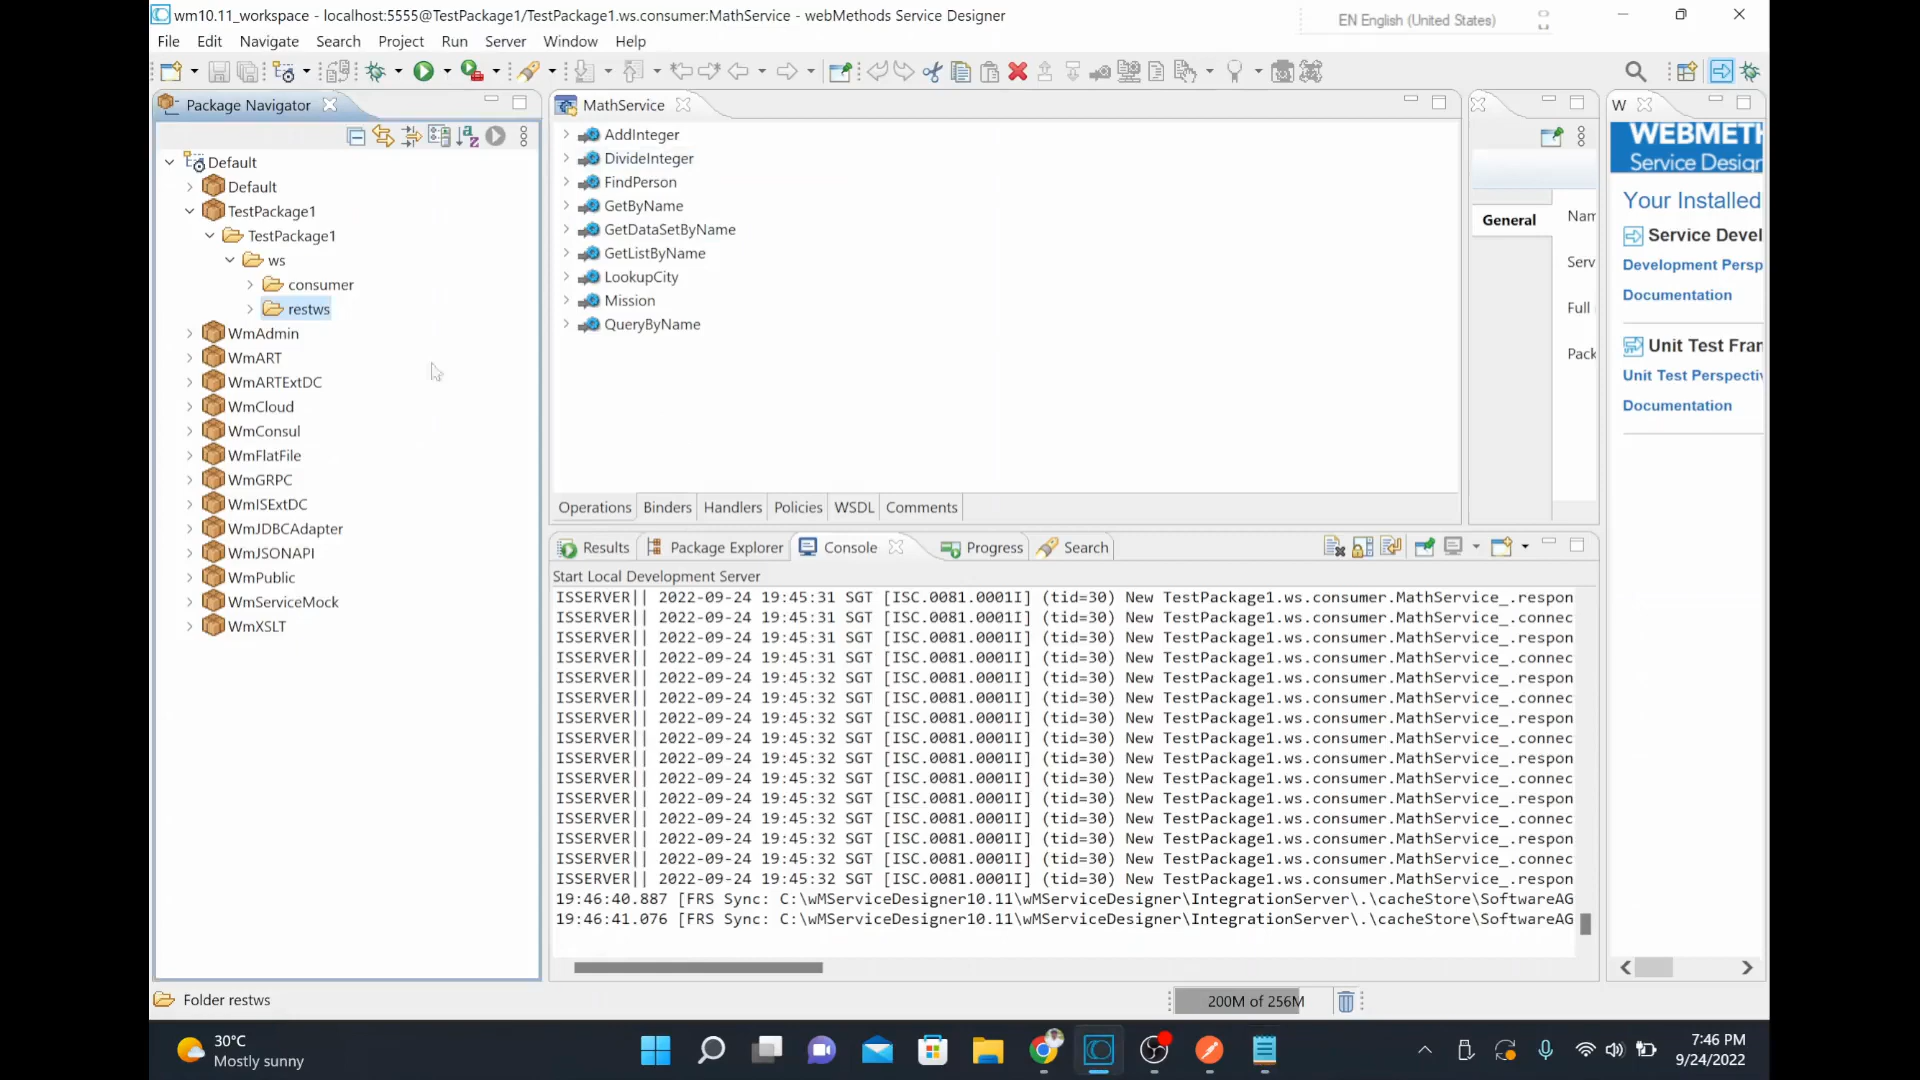 wm10.11_workspace - localhost:5555@TestPackage1/TestPackage1.ws.consumer:MathService - webMethods Service Designer
EN English (United States)
File Edit Navigate Search Project Run Server Window Help
Package Navigator
Default
Default
TestPackage1
TestPackage1
ws
consumer
restws
WmAdmin
WmART
WmARTExtDC
WmCloud
WmConsul
WmFlatFile
WmGRPC
WmISExtDC
WmJDBCAdapter
WmJSONAPI
WmPublic
WmServiceMock
WmXSLT
MathService
AddInteger
DivideInteger
FindPerson
GetByName
GetDataSetByName
GetListByName
LookupCity
Mission
QueryByName
Operations Binders Handlers Policies WSDL Comments
General
Nam
Serv
Full
Pack
W
WEBMETH
Service Desig
Your Installed
Service Devel
Development Persp
Documentation
Unit Test Fran
Unit Test Perspectiv
Documentation
Results Package Explorer Console Progress Search
Start Local Development Server
ISSERVER|| 2022-09-24 19:45:31 SGT [ISC.0081.0001I] (tid=30) New TestPackage1.ws.consumer.MathService_.respon
ISSERVER|| 2022-09-24 19:45:31 SGT [ISC.0081.0001I] (tid=30) New TestPackage1.ws.consumer.MathService_.connec
ISSERVER|| 2022-09-24 19:45:31 SGT [ISC.0081.0001I] (tid=30) New TestPackage1.ws.consumer.MathService_.respon
ISSERVER|| 2022-09-24 19:45:31 SGT [ISC.0081.0001I] (tid=30) New TestPackage1.ws.consumer.MathService_.connec
ISSERVER|| 2022-09-24 19:45:32 SGT [ISC.0081.0001I] (tid=30) New TestPackage1.ws.consumer.MathService_.respon
ISSERVER|| 2022-09-24 19:45:32 SGT [ISC.0081.0001I] (tid=30) New TestPackage1.ws.consumer.MathService_.connec
ISSERVER|| 2022-09-24 19:45:32 SGT [ISC.0081.0001I] (tid=30) New TestPackage1.ws.consumer.MathService_.respon
ISSERVER|| 2022-09-24 19:45:32 SGT [ISC.0081.0001I] (tid=30) New TestPackage1.ws.consumer.MathService_.connec
ISSERVER|| 2022-09-24 19:45:32 SGT [ISC.0081.0001I] (tid=30) New TestPackage1.ws.consumer.MathService_.respon
ISSERVER|| 2022-09-24 19:45:32 SGT [ISC.0081.0001I] (tid=30) New TestPackage1.ws.consumer.MathService_.connec
ISSERVER|| 2022-09-24 19:45:32 SGT [ISC.0081.0001I] (tid=30) New TestPackage1.ws.consumer.MathService_.respon
ISSERVER|| 2022-09-24 19:45:32 SGT [ISC.0081.0001I] (tid=30) New TestPackage1.ws.consumer.MathService_.connec
ISSERVER|| 2022-09-24 19:45:32 SGT [ISC.0081.0001I] (tid=30) New TestPackage1.ws.consumer.MathService_.respon
ISSERVER|| 2022-09-24 19:45:32 SGT [ISC.0081.0001I] (tid=30) New TestPackage1.ws.consumer.MathService_.connec
ISSERVER|| 2022-09-24 19:45:32 SGT [ISC.0081.0001I] (tid=30) New TestPackage1.ws.consumer.MathService_.respon
19:46:40.887 [FRS Sync: C:\wMServiceDesigner10.11\wMServiceDesigner\IntegrationServer\.\cacheStore\SoftwareAG
19:46:41.076 [FRS Sync: C:\wMServiceDesigner10.11\wMServiceDesigner\IntegrationServer\.\cacheStore\SoftwareAG
Folder restws
200M of 256M
30°C
Mostly sunny
7:46 PM
9/24/2022